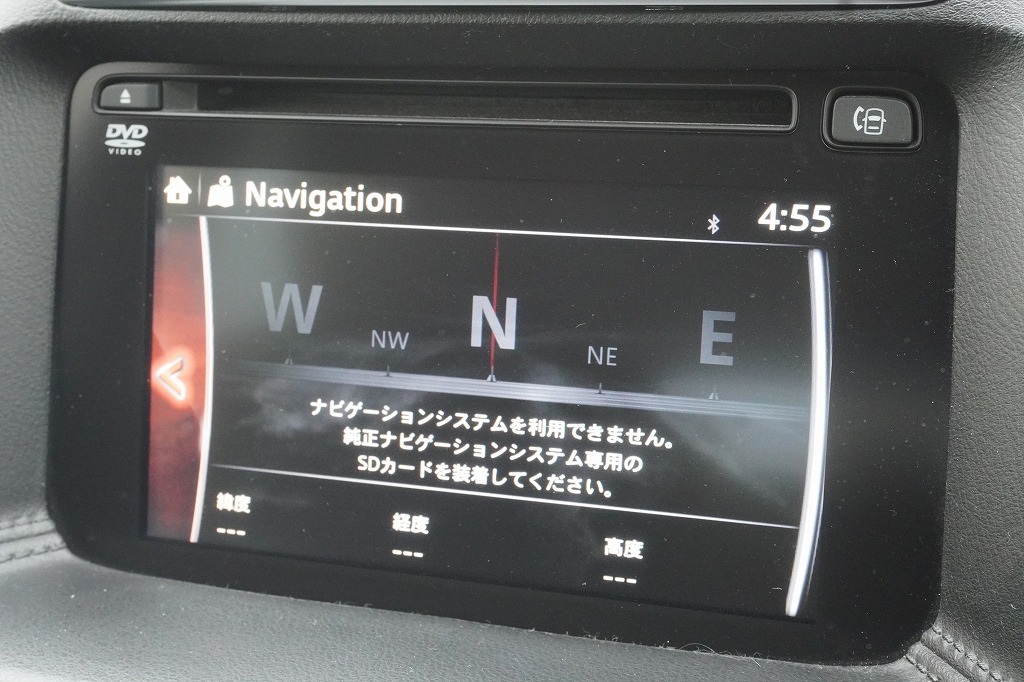 DVD
VIDEO
Navigation
4:55
W
NW
N
NE
E
ナビゲーションシステムを利用できません。
純正ナビゲーションシステム専用の
SDカードを装着してください。
緯度
経度
高度
---
---
---